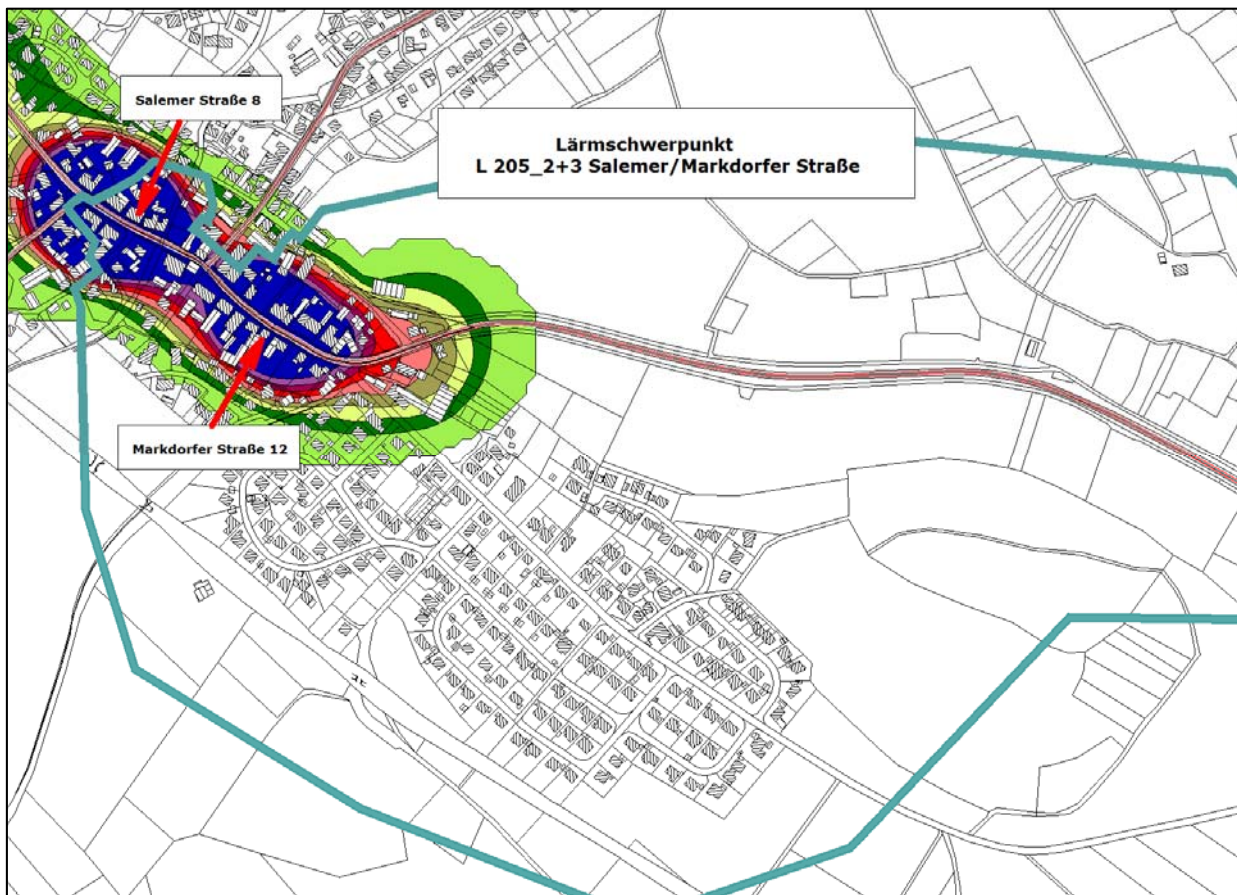 Salemer Straße 8
Lärmschwerpunkt
L 205_2+3 Salemer/Markdorfer Straße
Markdorfer Straße 12